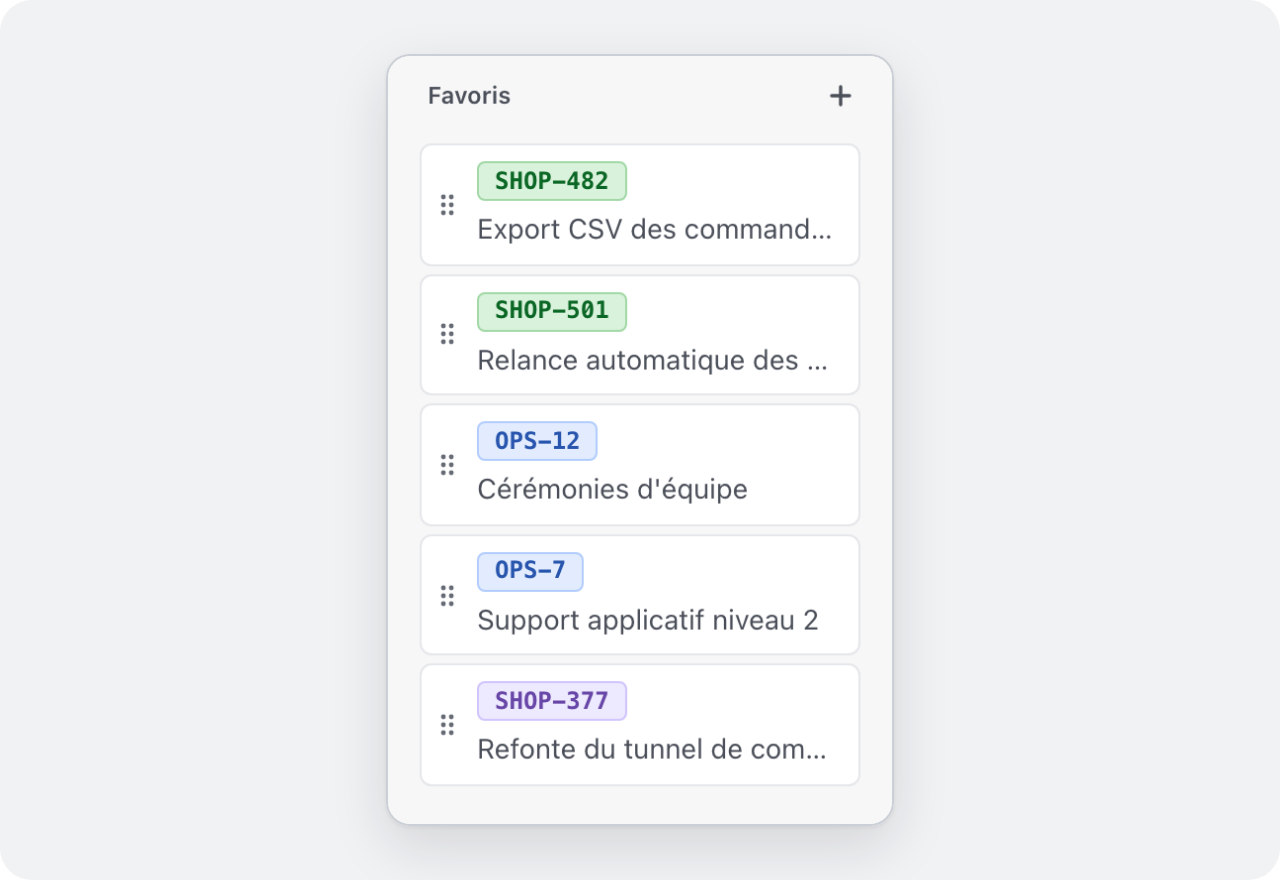 Favoris
SHOP-482
Export CSV des command...
SHOP-501
Relance automatique des ...
OPS-12
Cérémonies d'équipe
OPS-7
Support applicatif niveau 2
SHOP-377
Refonte du tunnel de com...